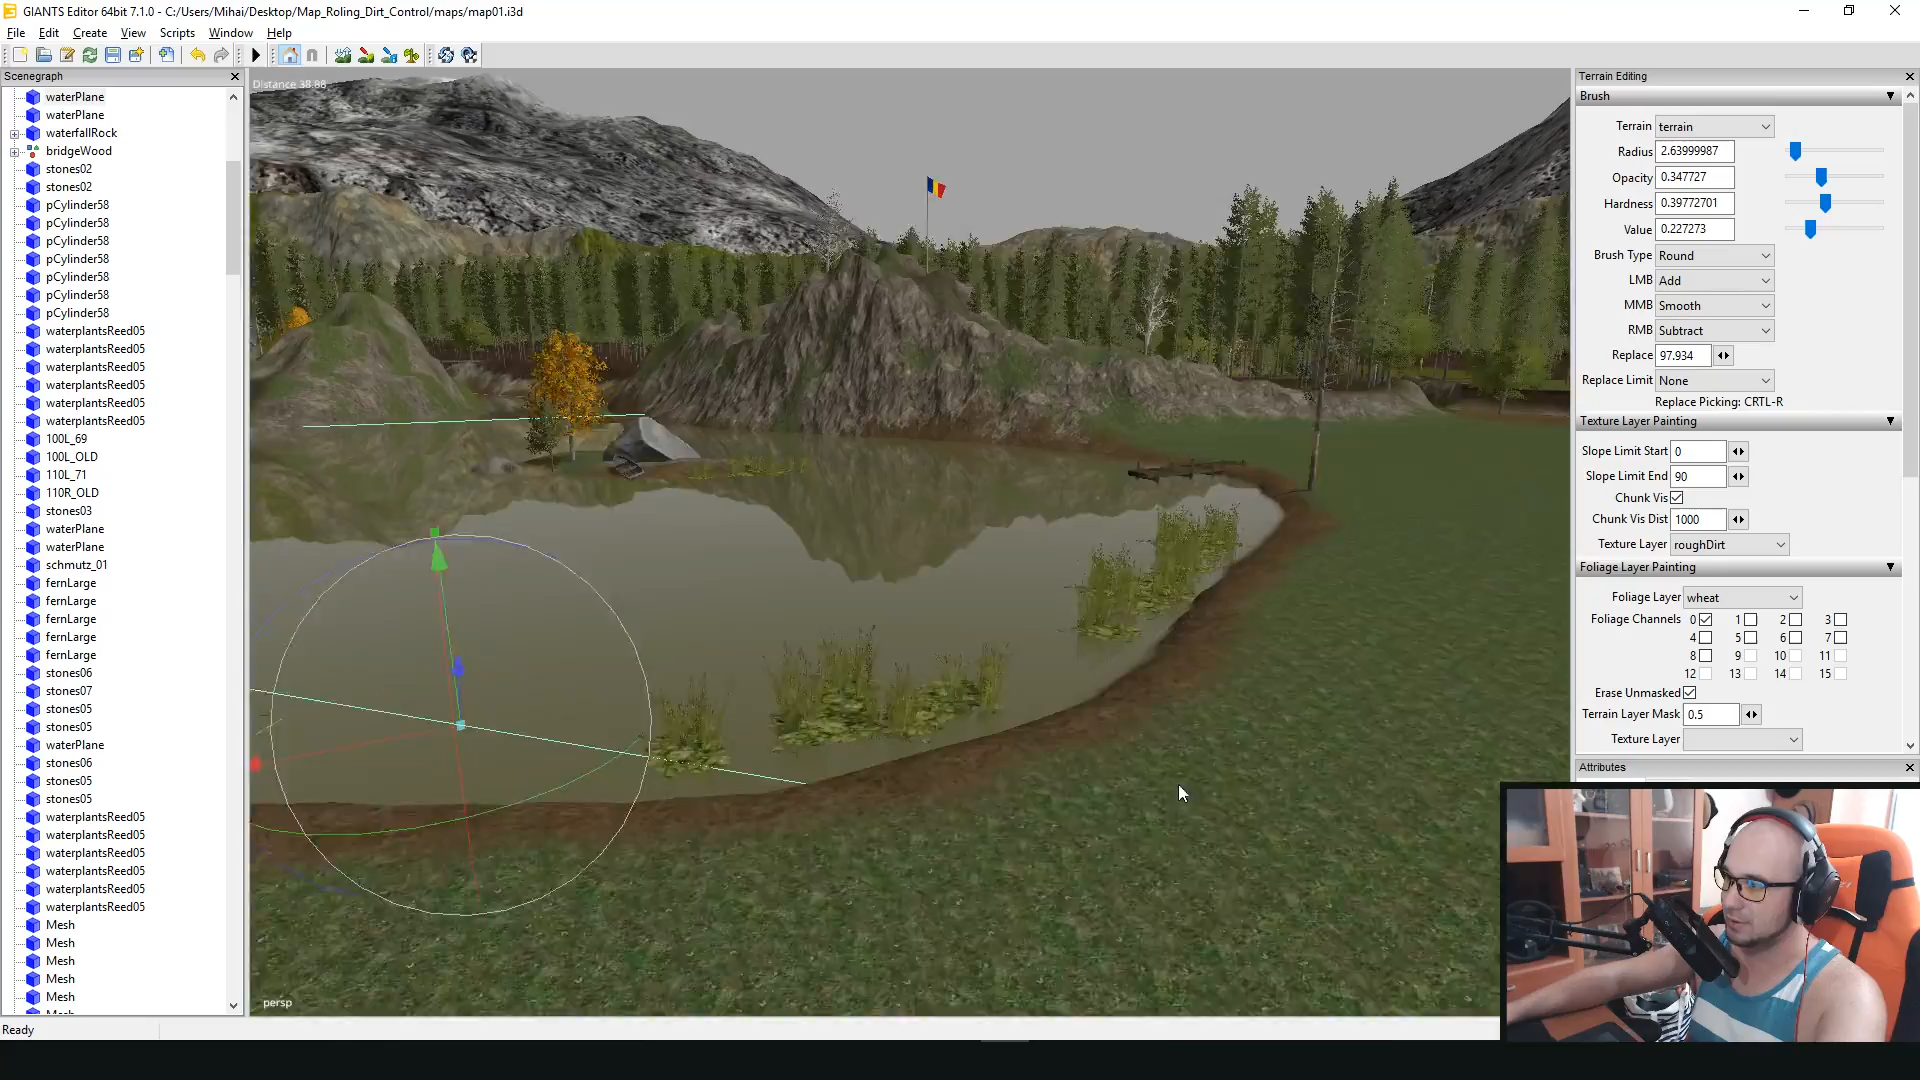 GIANTS Editor 64bit 7.1.0 - C:/Users/Mihai/Desktop/Map_Roling_Dirt_Control/maps/map01.i3d
File Edit Create View Scripts Window Help
Scenegraph
waterPlane
waterPlane
waterfallRock
bridgeWood
stones02
stones02
pCylinder58
pCylinder58
pCylinder58
pCylinder58
pCylinder58
pCylinder58
pCylinder58
waterplantsReed05
waterplantsReed05
waterplantsReed05
waterplantsReed05
waterplantsReed05
waterplantsReed05
100L_69
100L_OLD
110L_71
110R_OLD
stones03
waterPlane
waterPlane
schmutz_01
fernLarge
fernLarge
fernLarge
fernLarge
fernLarge
stones06
stones07
stones05
stones05
waterPlane
stones06
stones05
stones05
waterplantsReed05
waterplantsReed05
waterplantsReed05
waterplantsReed05
waterplantsReed05
waterplantsReed05
Mesh
Mesh
Mesh
Mesh
Mesh
Ready
Distance 38.88
persp
Terrain Editing
Brush
Terrain terrain
Radius 2.63999987
Opacity 0.347727
Hardness 0.39772701
Value 0.227273
Brush Type Round
LMB Add
MMB Smooth
RMB Subtract
Replace 97.934
Replace Limit None
Replace Picking: CRTL-R
Texture Layer Painting
Slope Limit Start 0
Slope Limit End 90
Chunk Vis
Chunk Vis Dist 1000
Texture Layer roughDirt
Foliage Layer Painting
Foliage Layer wheat
Foliage Channels 0 1 2 3
4 5 6 7
8 9 10 11
12 13 14 15
Erase Unmasked
Terrain Layer Mask 0.5
Texture Layer
Attributes